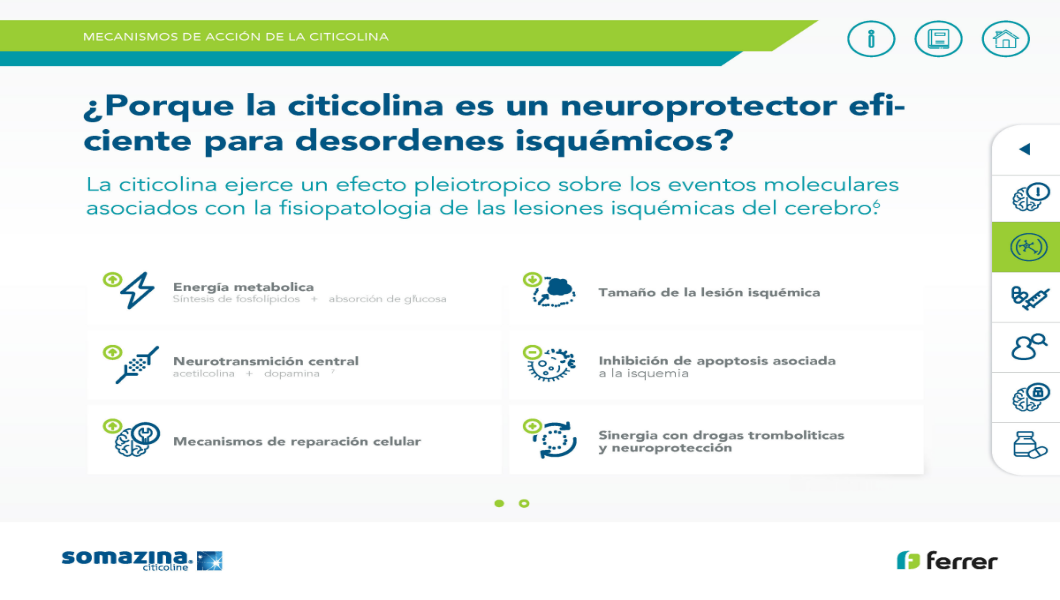 MECANISMOS DE ACCIÓN DE LA CITICOLINA
¿Porque la citicolina es un neuroprotector efi-
ciente para desordenes isquémicos?
La citicolina ejerce un efecto pleiotropico sobre los eventos moleculares
asociados con la fisiopatologia de las lesiones isquémicas del cerebro.6
Energía metabolica
Síntesis de fosfolípidos + absorción de glucosa
Neurotransmición central
acetilcolina + dopamina 7
Mecanismos de reparación celular
Tamaño de la lesión isquémica
Inhibición de apoptosis asociada
a la isquemia
Sinergia con drogas tromboliticas
y neuroprotección
somazina®
citicoline
ferrer